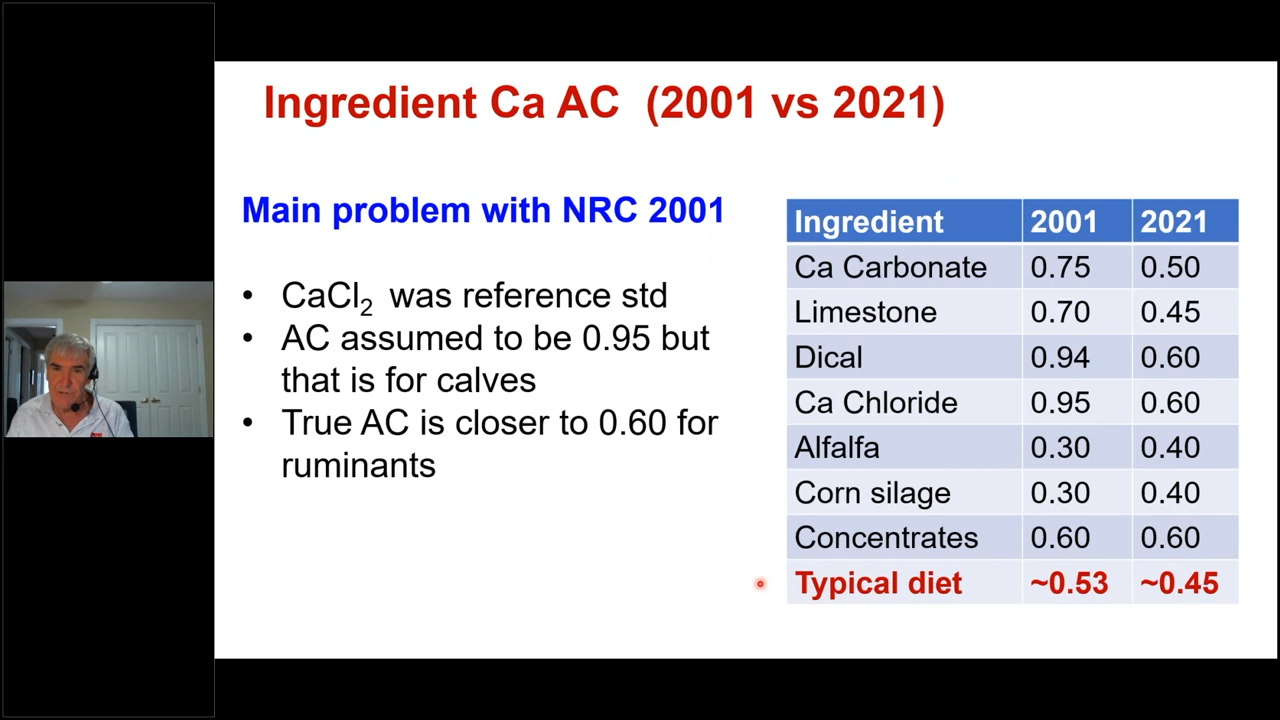 Ingredient Ca AC (2001 vs 2021)
Main problem with NRC 2001
• CaCl₂ was reference std
• AC assumed to be 0.95 but
that is for calves
• True AC is closer to 0.60 for
ruminants
Ingredient 2001 2021
Ca Carbonate 0.75 0.50
Limestone 0.70 0.45
Dical 0.94 0.60
Ca Chloride 0.95 0.60
Alfalfa 0.30 0.40
Corn silage 0.30 0.40
Concentrates 0.60 0.60
Typical diet ~0.53 ~0.45